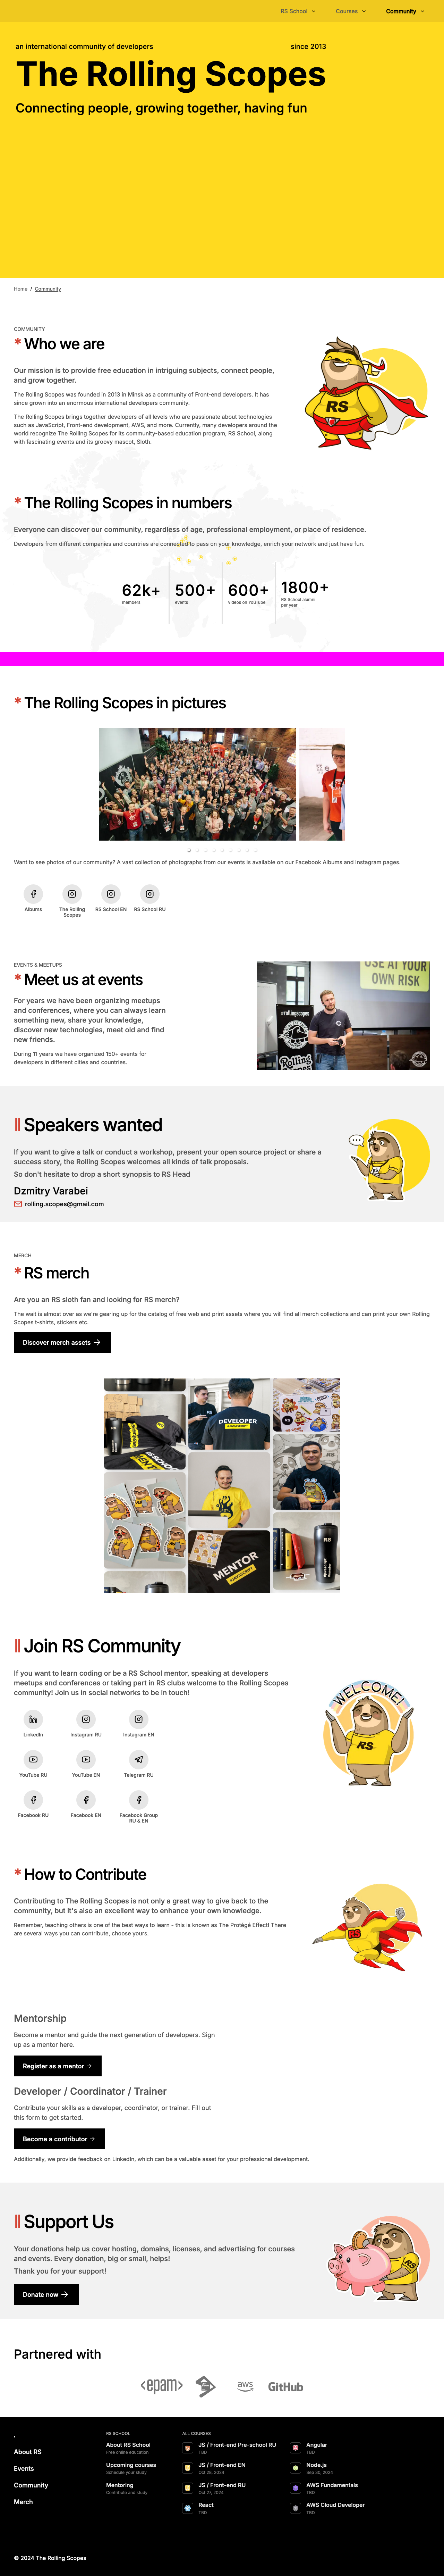 RS School
Courses
Community
an international community of developers
since 2013
The Rolling Scopes
Connecting people, growing together, having fun
Home / Community
COMMUNITY
* Who we are
Our mission is to provide free education in intriguing subjects, connect people,
and grow together.
The Rolling Scopes was founded in 2013 in Minsk as a community of Front-end developers. It has
since grown into an enormous international developers community.
The Rolling Scopes brings together developers of all levels who are passionate about technologies
such as JavaScript, Front-end development, AWS, and more. Currently, many developers around the
world recognize The Rolling Scopes for its community-based education program, RS School, along
with fascinating events and its groovy mascot, Sloth.
RS
* The Rolling Scopes in numbers
Everyone can discover our community, regardless of age, professional employment, or place of residence.
Developers from different companies and countries are connected to pass on your knowledge, enrich your network and just have fun.
62k+
members
500+
events
600+
videos on YouTube
1800+
RS School alumni
per year
* The Rolling Scopes in pictures
Want to see photos of our community? A vast collection of photographs from our events is available on our Facebook Albums and Instagram pages.
Albums
The Rolling
Scopes
RS School EN
RS School RU
EVENTS & MEETUPS
* Meet us at events
For years we have been organizing meetups
and conferences, where you can always learn
something new, share your knowledge,
discover new technologies, meet old and find
new friends.
During 11 years we have organized 150+ events for
developers in different cities and countries.
USE AT YOUR
OWN RISK
#rollingscopes
Rolling
Scopes
Speakers wanted
If you want to give a talk or conduct a workshop, present your open source project or share a
success story, the Rolling Scopes welcomes all kinds of talk proposals.
So don't hesitate to drop a short synopsis to RS Head
Dzmitry Varabei
rolling.scopes@gmail.com
MERCH
* RS merch
Are you an RS sloth fan and looking for RS merch?
The wait is almost over as we're gearing up for the catalog of free web and print assets where you will find all merch-collections and can print your own Rolling
Scopes t-shirts, stickers etc.
Discover merch assets
DEVELOPER
MENTOR
RS
Join RS Community
If you want to learn coding or be a RS School mentor, speaking at developers
meetups and conferences or taking part in RS clubs welcome to the Rolling Scopes
community! Join us in social networks to be in touch!
WELCOME!
RS
LinkedIn
Instagram RU
Instagram EN
YouTube RU
YouTube EN
Telegram RU
Facebook RU
Facebook EN
Facebook Group
RU & EN
* How to Contribute
Contributing to The Rolling Scopes is not only a great way to give back to the
community, but it's also an excellent way to enhance your own knowledge.
Remember, teaching others is one of the best ways to learn - this is known as The Protégé Effect! There
are several ways you can contribute, choose yours.
Mentorship
Become a mentor and guide the next generation of developers. Sign
up as a mentor here.
Register as a mentor
Developer / Coordinator / Trainer
Contribute your skills as a developer, coordinator, or trainer. Fill out
this form to get started.
Become a contributor
Additionally, we provide feedback on LinkedIn, which can be a valuable asset for your professional development.
Support Us
Your donations help us cover hosting, domains, licenses, and advertising for courses
and events. Every donation, big or small, helps!
Thank you for your support!
Donate now
RS
Partnered with
<epam>
aws
GitHub
About RS
Events
Community
Merch
RS SCHOOL
About RS School
Free online education
Upcoming courses
Schedule your study
Mentoring
Contribute and study
ALL COURSES
JS / Front-end Pre-school RU
TBD
JS / Front-end EN
Oct 28, 2024
JS / Front-end RU
Oct 27, 2024
React
TBD
Angular
TBD
Node.js
Sep 30, 2024
AWS Fundamentals
TBD
AWS Cloud Developer
TBD
© 2024 The Rolling Scopes